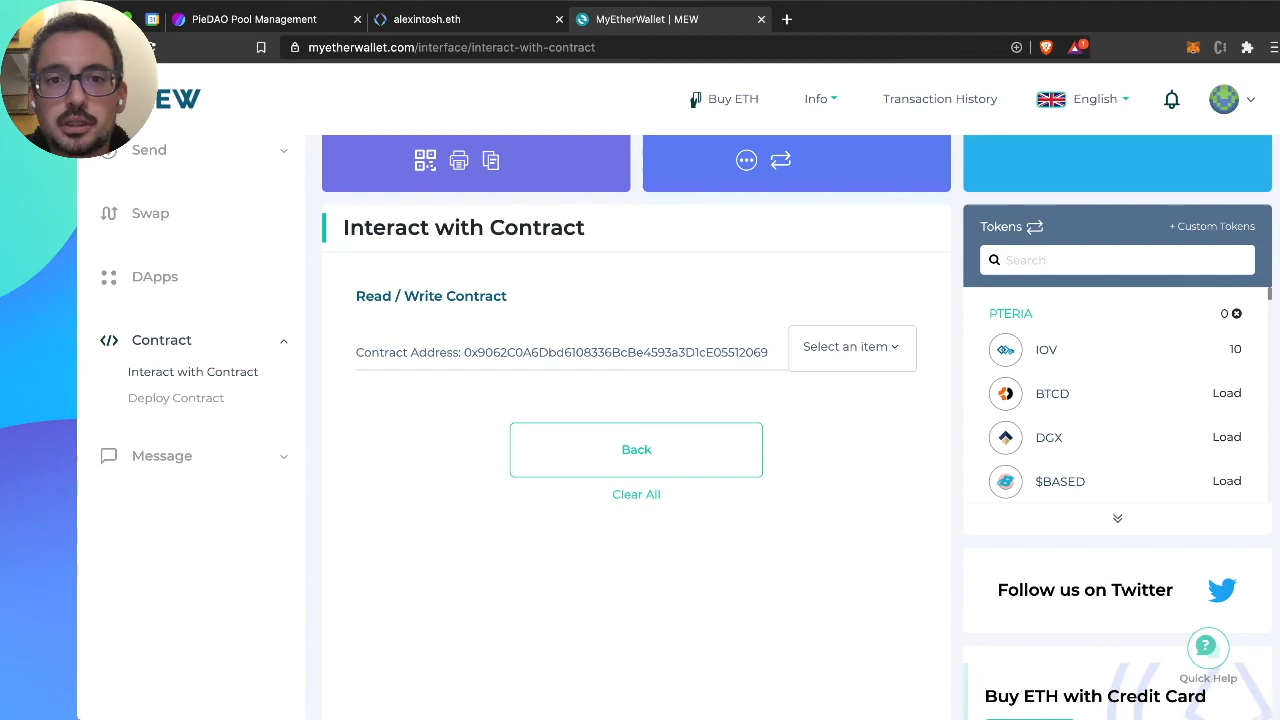 PieDAO Pool Management
alexintosh.eth
MyEtherWallet | MEW
myetherwallet.com/interface/interact-with-contract
1
EW
Buy ETH
Info
Transaction History
English
Send
Swap
DApps
Contract
Interact with Contract
Deploy Contract
Message
Interact with Contract
Read / Write Contract
Contract Address: 0x9062C0A6Dbd6108336BcBe4593a3D1cE05512069
Select an item
Back
Clear All
Tokens
+ Custom Tokens
Search
PTERIA
0
IOV
10
BTCD
Load
DGX
Load
$BASED
Load
Follow us on Twitter
Quick Help
Buy ETH with Credit Card